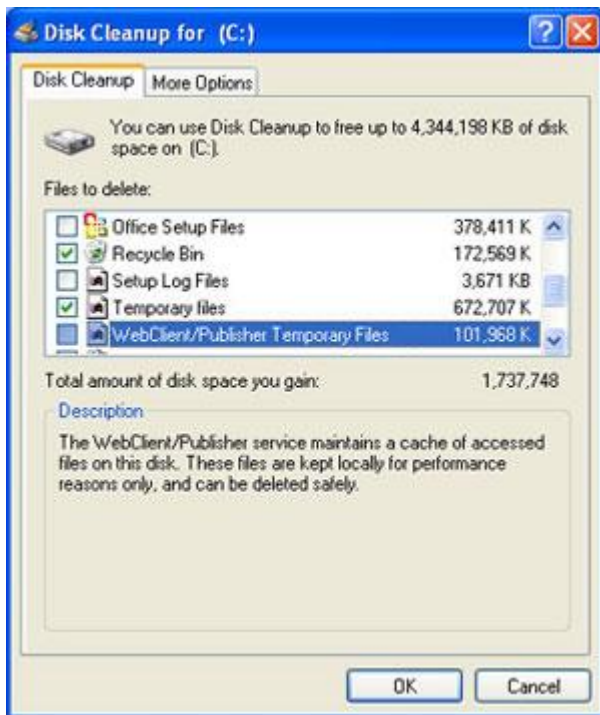 Disk Cleanup for (C:)
Disk Cleanup
More Options
You can use Disk Cleanup to free up to 4,344,198 KB of disk
space on (C:).
Files to delete:
Office Setup Files 378,411 K
Recycle Bin 172,569 K
Setup Log Files 3,671 KB
Temporary files 672,707 K
WebClient/Publisher Temporary Files 101,968 K
Total amount of disk space you gain: 1,737,748
Description
The WebClient/Publisher service maintains a cache of accessed
files on this disk. These files are kept locally for performance
reasons only, and can be deleted safely.
OK
Cancel